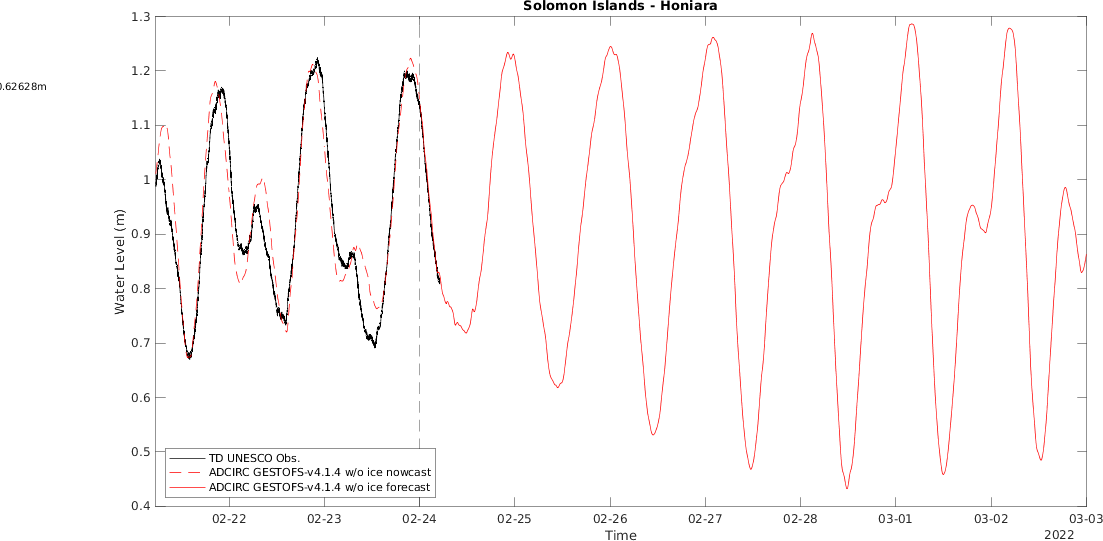 Solomon Islands - Honiara
0.62628m
1.3
1.2
1.1
1
0.9
0.8
0.7
0.6
0.5
0.4
Water Level (m)
TD UNESCO Obs.
ADCIRC GESTOFS-v4.1.4 w/o ice nowcast
ADCIRC GESTOFS-v4.1.4 w/o ice forecast
02-22 02-23 02-24 02-25 02-26 02-27 02-28 03-01 03-02 03-03
Time
2022